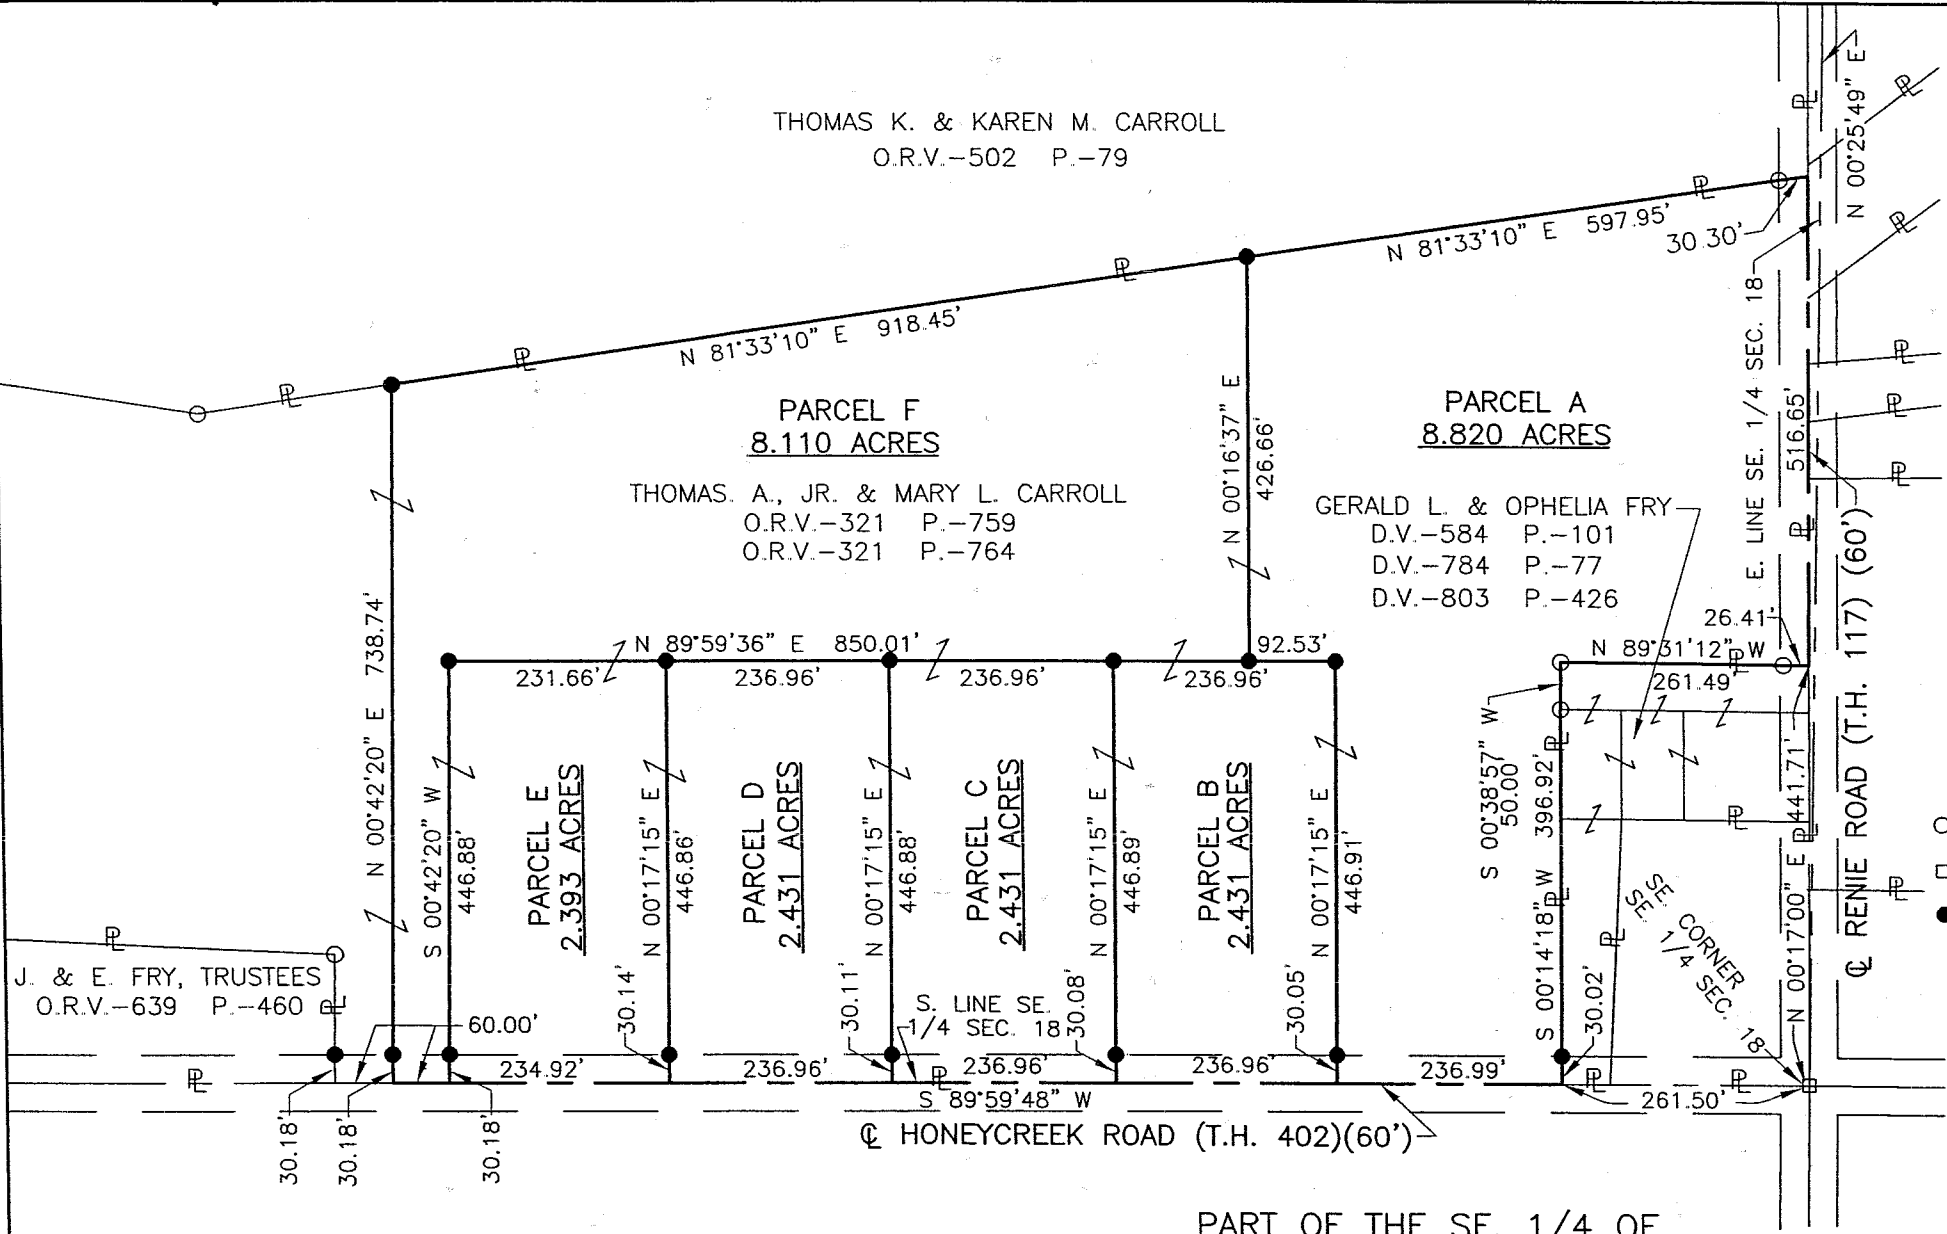 THOMAS K. & KAREN M. CARROLL
O.R.V.-502 P.-79
N 00°25'49" E
N 81°33'10" E 597.95'
30.30'
N 81°33'10" E 918.45'
E. LINE SE. 1/4 SEC. 18
516.65'
PARCEL F
8.110 ACRES
THOMAS. A., JR. & MARY L. CARROLL
O.R.V.-321 P.-759
O.R.V.-321 P.-764
N 00°16'37" E
426.66'
PARCEL A
8.820 ACRES
GERALD L. & OPHELIA FRY
D.V.-584 P.-101
D.V.-784 P.-77
D.V.-803 P.-426
26.41'
N 89°31'12" W
261.49'
N 00°42'20" E 738.74'
N 89°59'36" E 850.01'
92.53'
231.66'
236.96'
236.96'
236.96'
S 00°42'20" W
446.88'
PARCEL E
2.393 ACRES
N 00°17'15" E
446.86'
PARCEL D
2.431 ACRES
N 00°17'15" E
446.88'
PARCEL C
2.431 ACRES
N 00°17'15" E
446.89'
PARCEL B
2.431 ACRES
N 00°17'15" E
446.91'
S 00°38'57" W
50.00'
S 00°14'18" W 396.92'
SE. CORNER
SE. 1/4 SEC. 18
N 00°17'00" E 441.71'
℄ RENIE ROAD (T.H. 117) (60')
J. & E. FRY, TRUSTEES
O.R.V.-639 P.-460
60.00'
30.14'
30.11'
S. LINE SE.
1/4 SEC. 18
30.08'
30.05'
30.02'
234.92'
236.96'
236.96'
236.96'
236.99'
S 89°59'48" W
261.50'
30.18'
30.18'
30.18'
℄ HONEYCREEK ROAD (T.H. 402)(60')
PART OF THE SE. 1/4 OF